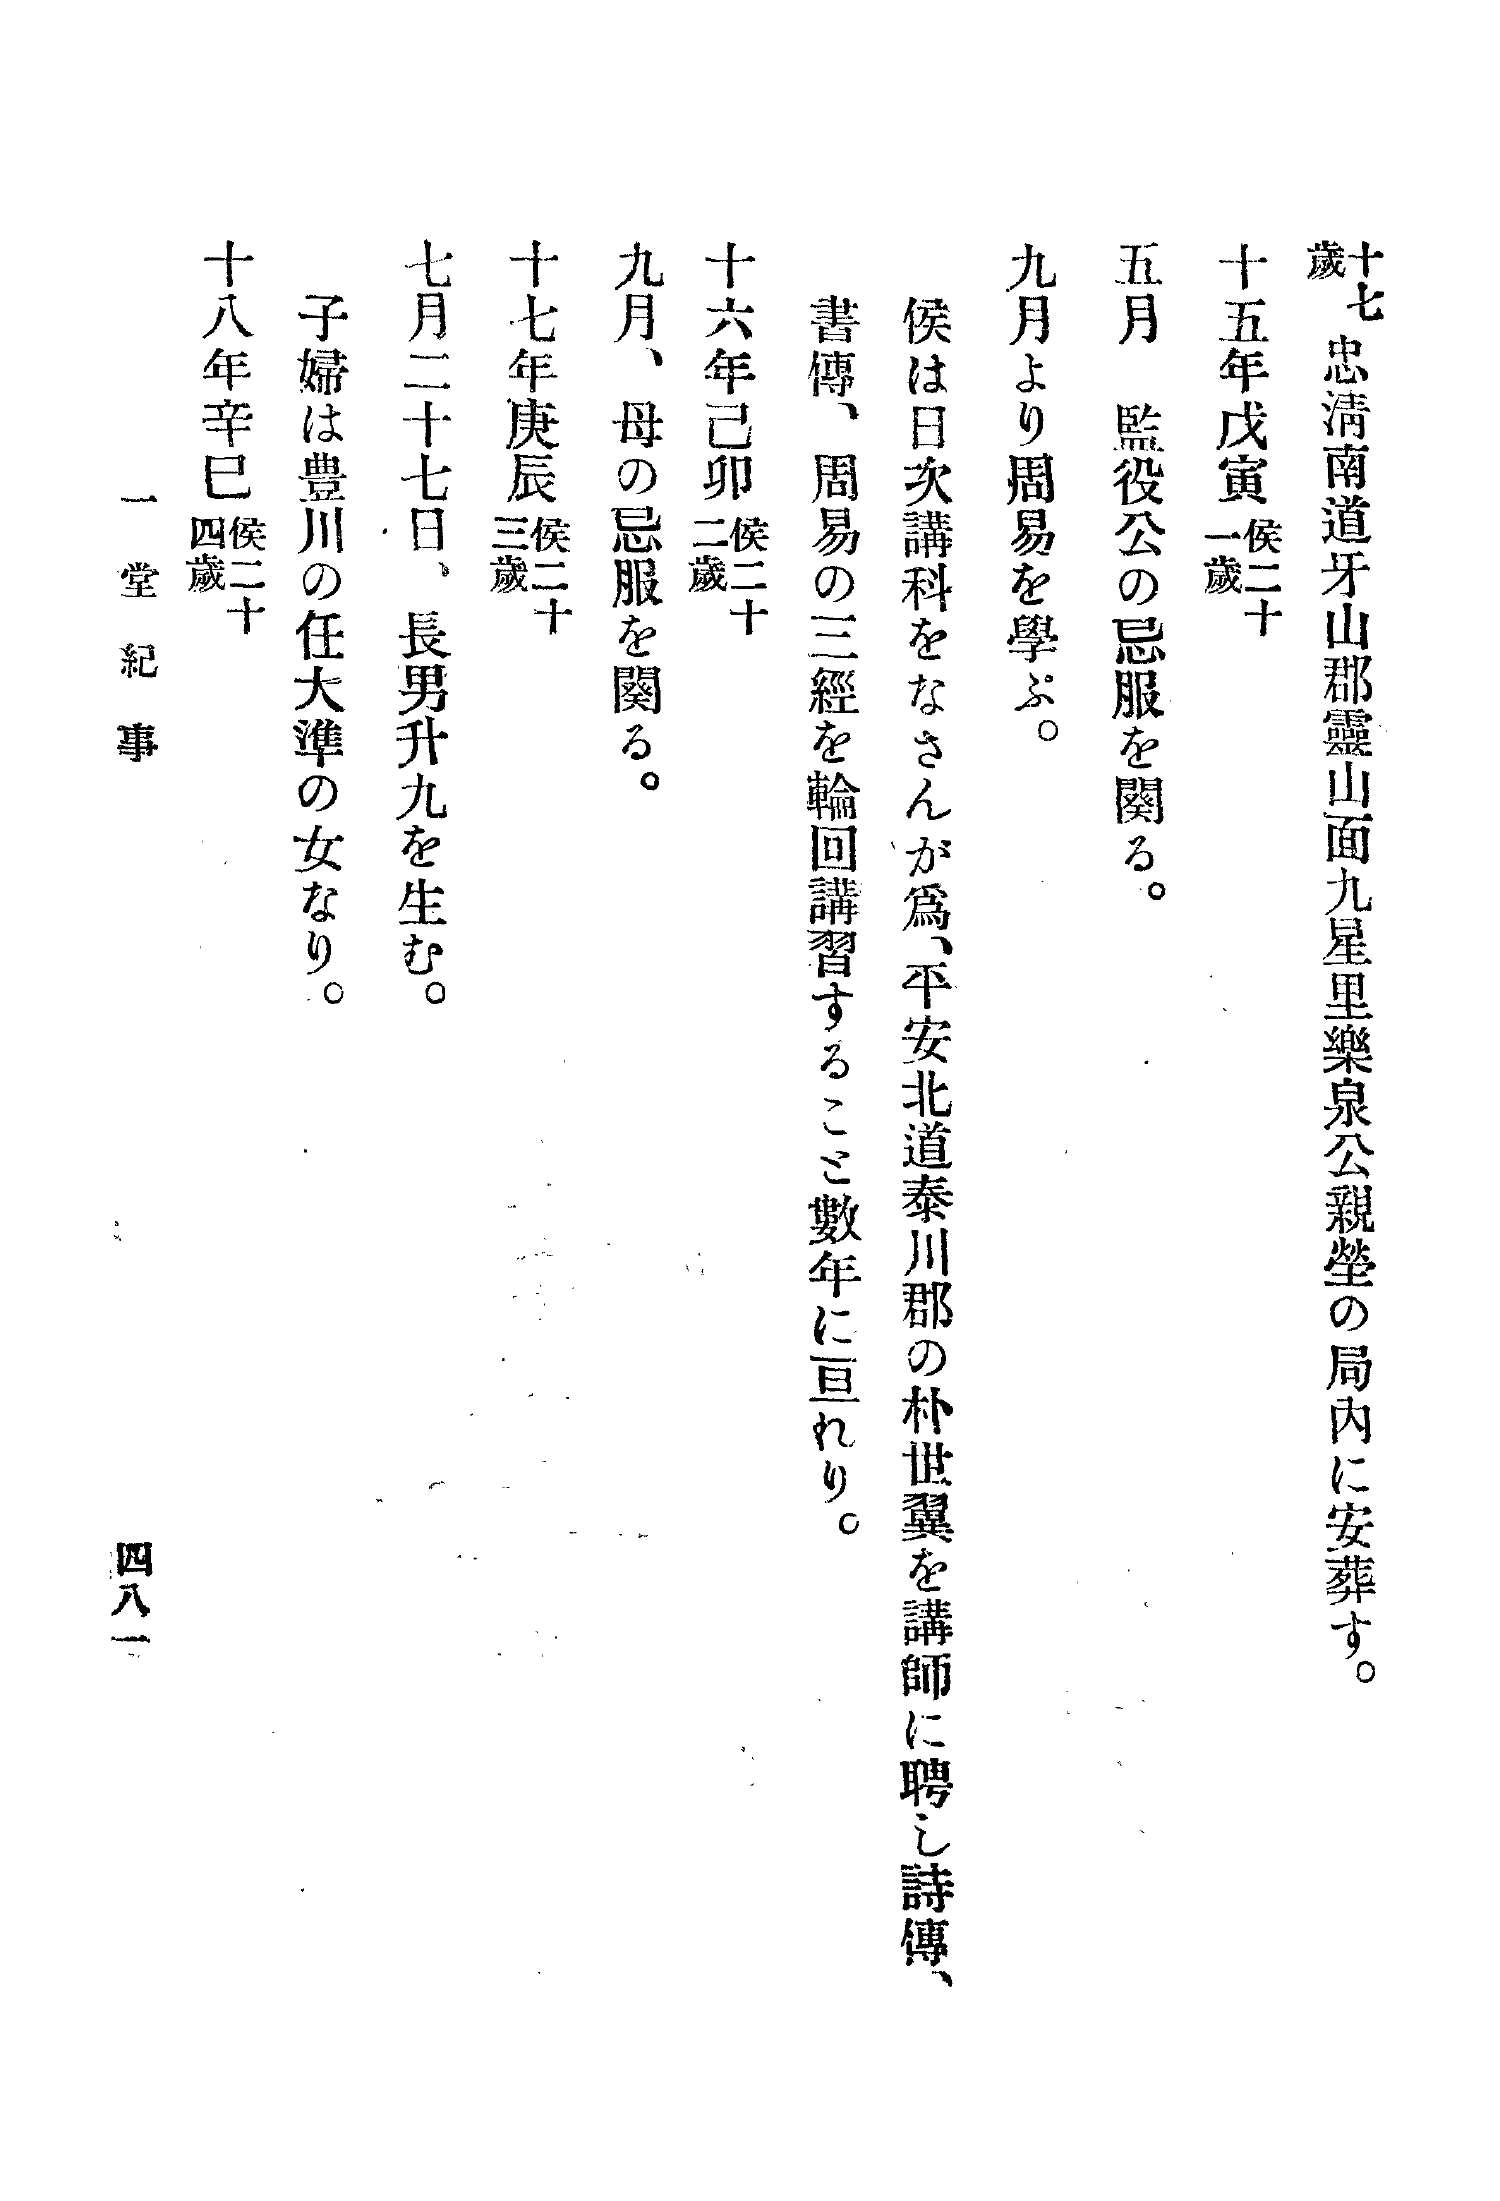 十七歲 忠淸南道牙山郡靈山面九星里樂泉公親塋の局內に安葬す。
十五年戊寅 侯二十一歲
五月　監役公の忌服を関る。
九月より周易を學ぶ。
侯は日次講科をなさんが爲、平安北道泰川郡の朴世翼を講師に聘し詩傳、
書傳、周易の三經を輪回講習すること數年に亘れり。
十六年己卯 侯二十二歲
九月、母の忌服を関る。
十七年庚辰 侯二十三歲
七月二十七日、長男升九を生む。
子婦は豊川の任大準の女なり。
十八年辛巳 侯二十四歲
一堂紀事
四八一